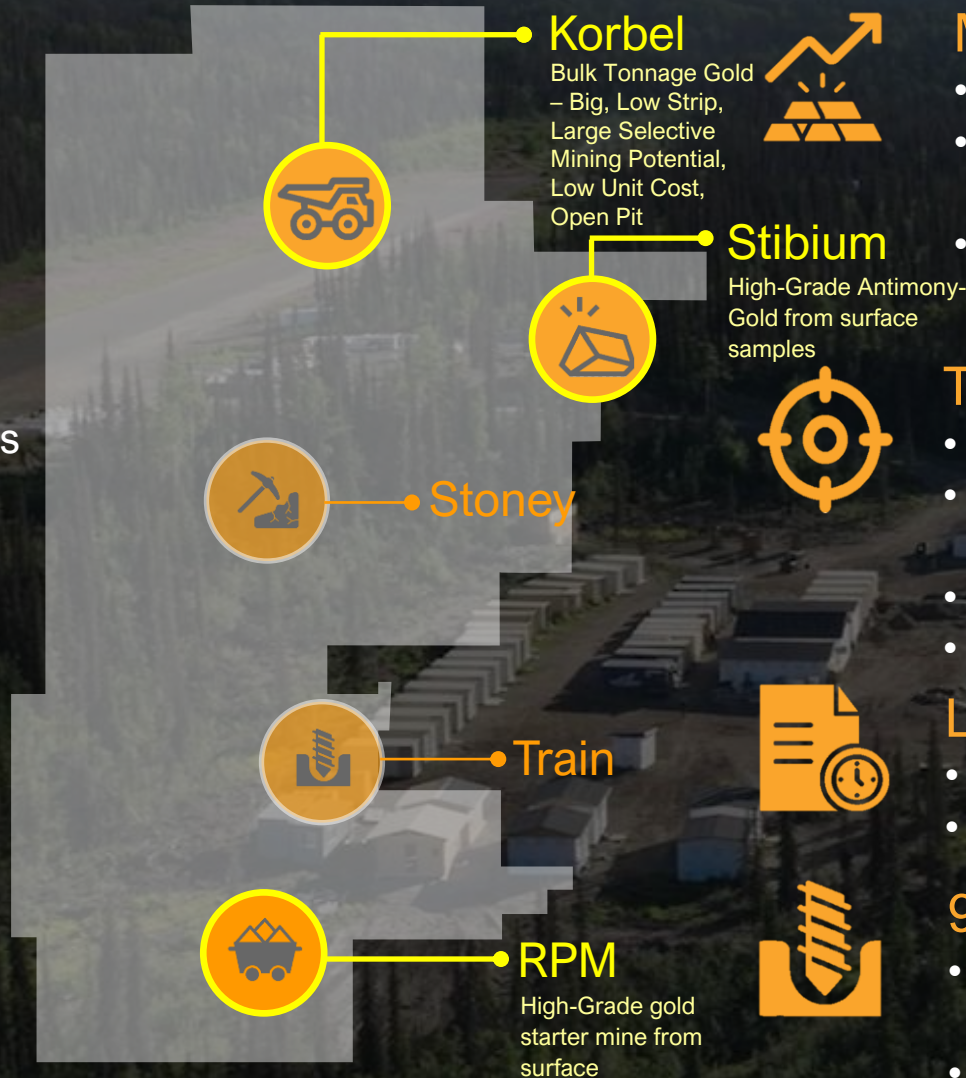 Korbel
Bulk Tonnage Gold
– Big, Low Strip,
Large Selective
Mining Potential,
Low Unit Cost,
Open Pit
Stibium
High-Grade Antimony-
Gold from surface
samples
s
Stoney
Train
RPM
High-Grade gold
starter mine from
surface